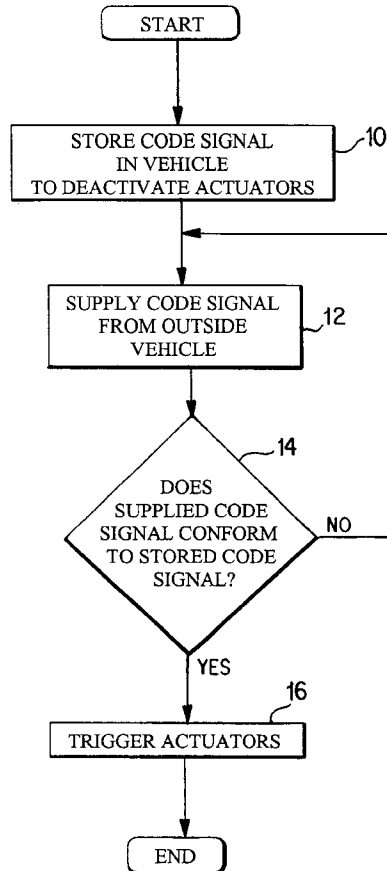 START
STORE CODE SIGNAL
IN VEHICLE
TO DEACTIVATE ACTUATORS
10
SUPPLY CODE SIGNAL
FROM OUTSIDE
VEHICLE
12
14
DOES
SUPPLIED CODE
SIGNAL CONFORM
TO STORED CODE
SIGNAL?
NO
YES
16
TRIGGER ACTUATORS
END